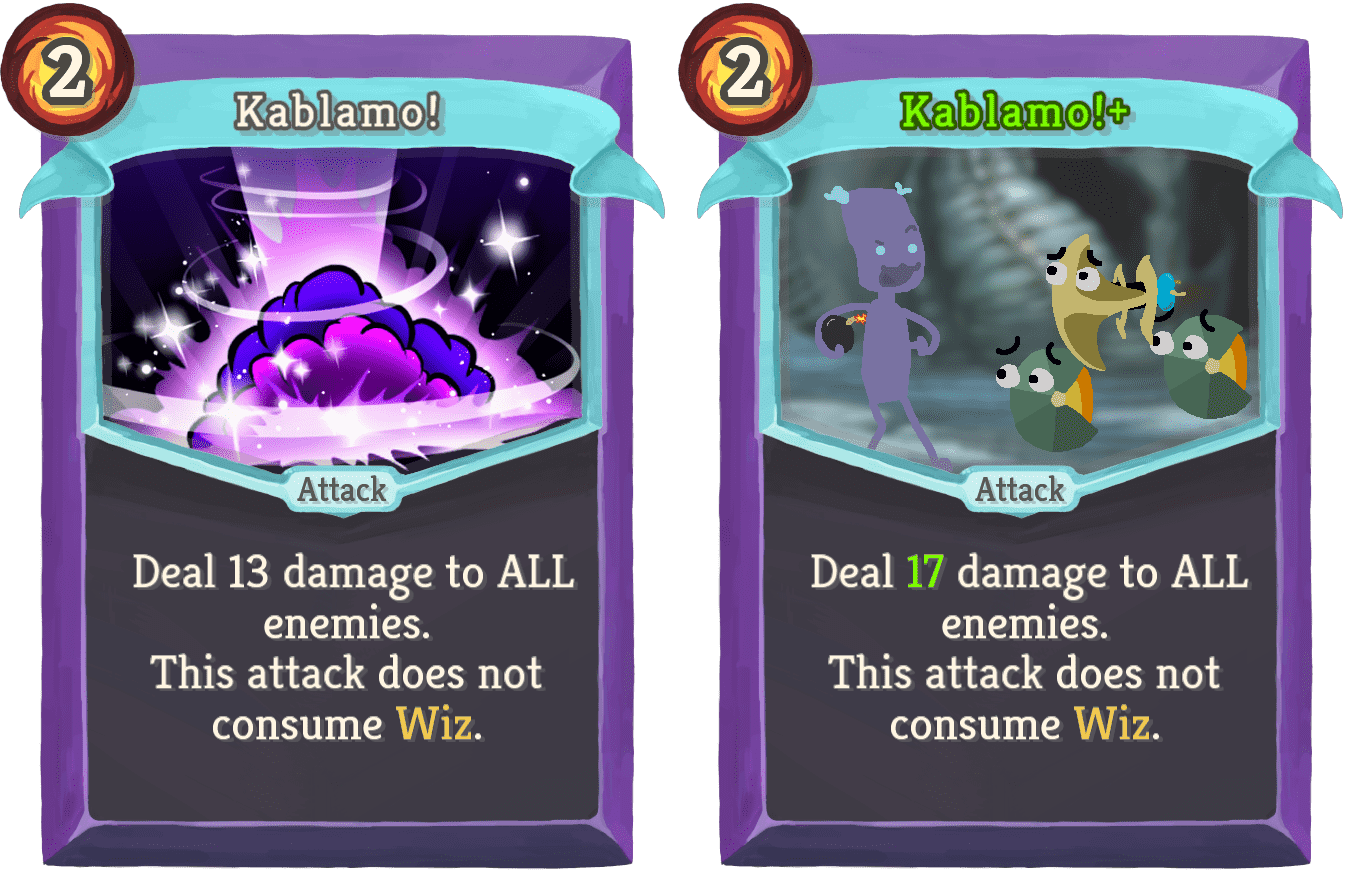 2
Kablamo!
Attack
Deal 13 damage to ALL
enemies.
This attack does not
consume Wiz.
2
Kablamo!+
Attack
Deal 17 damage to ALL
enemies.
This attack does not
consume Wiz.